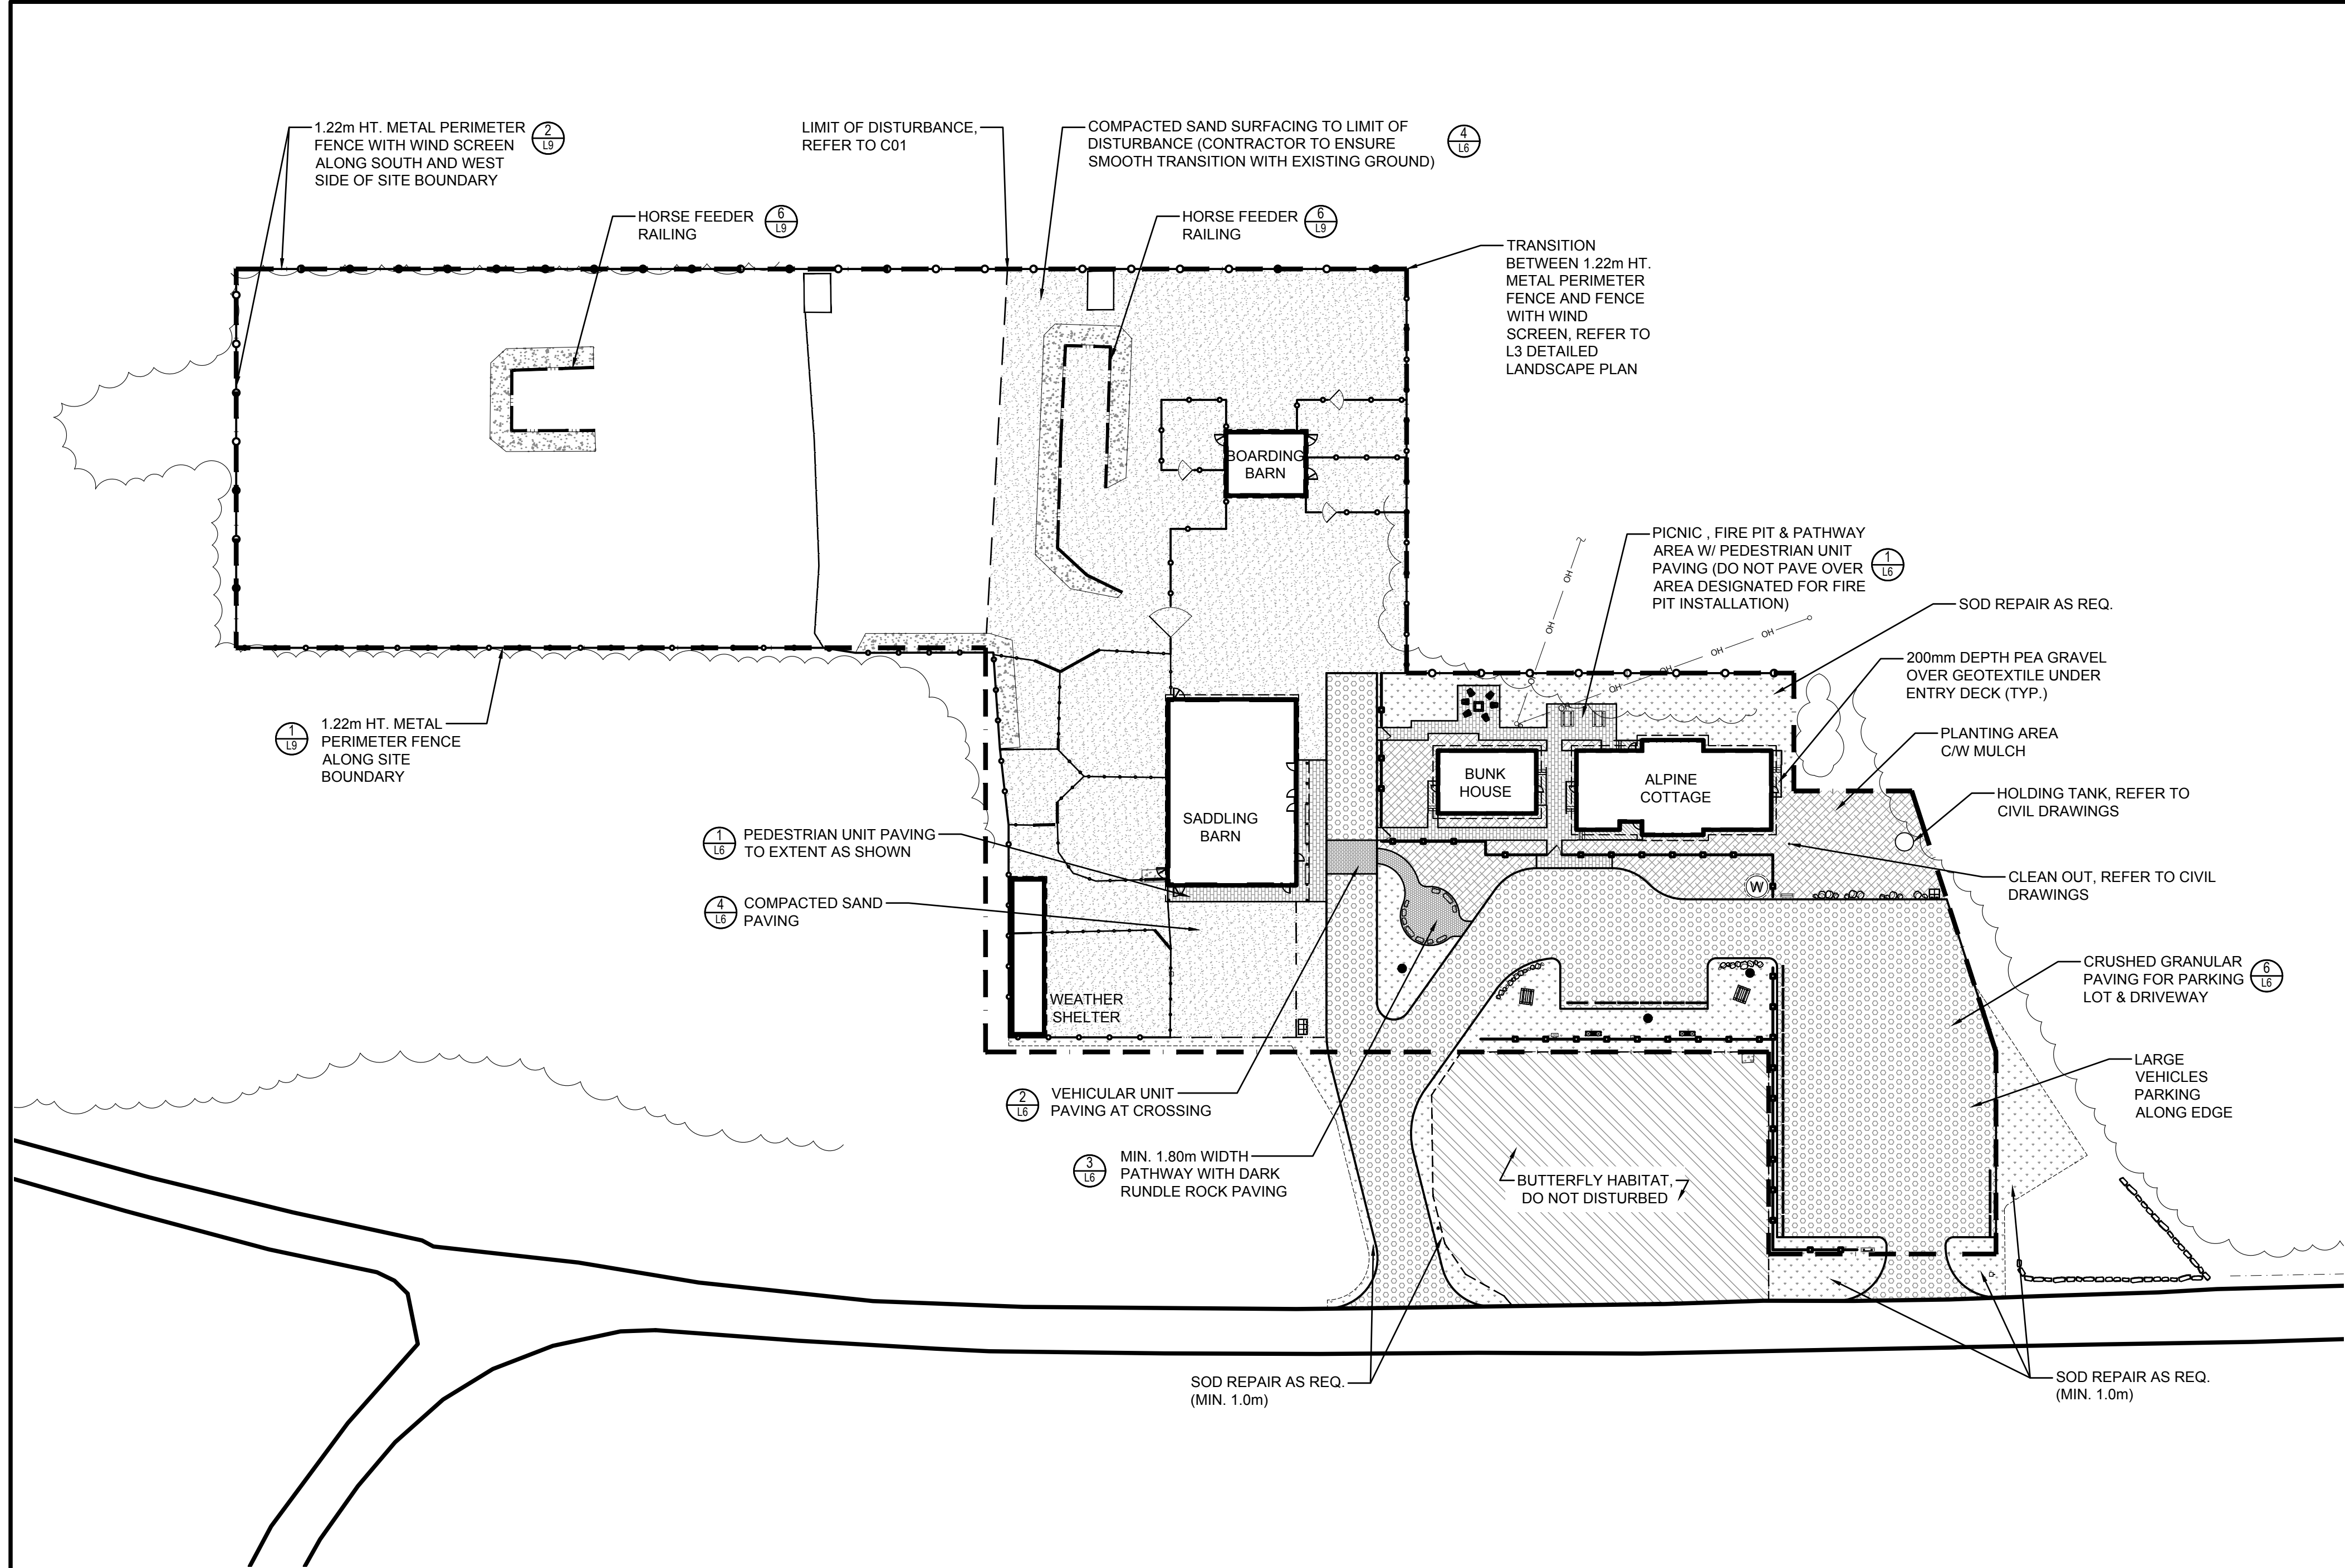 1.22m HT. METAL PERIMETER
FENCE WITH WIND SCREEN
ALONG SOUTH AND WEST
SIDE OF SITE BOUNDARY
2
L9
LIMIT OF DISTURBANCE,
REFER TO C01
COMPACTED SAND SURFACING TO LIMIT OF
DISTURBANCE (CONTRACTOR TO ENSURE
SMOOTH TRANSITION WITH EXISTING GROUND)
4
L6
HORSE FEEDER
RAILING
6
L9
HORSE FEEDER
RAILING
6
L9
TRANSITION
BETWEEN 1.22m HT.
METAL PERIMETER
FENCE AND FENCE
WITH WIND
SCREEN, REFER TO
L3 DETAILED
LANDSCAPE PLAN
BOARDING
BARN
PICNIC , FIRE PIT & PATHWAY
AREA W/ PEDESTRIAN UNIT
PAVING (DO NOT PAVE OVER
AREA DESIGNATED FOR FIRE
PIT INSTALLATION)
1
L6
OH
OH
OH
OH
OH
OH
SOD REPAIR AS REQ.
200mm DEPTH PEA GRAVEL
OVER GEOTEXTILE UNDER
ENTRY DECK (TYP.)
1
L9
1.22m HT. METAL
PERIMETER FENCE
ALONG SITE
BOUNDARY
PLANTING AREA
C/W MULCH
BUNK
HOUSE
ALPINE
COTTAGE
HOLDING TANK, REFER TO
CIVIL DRAWINGS
SADDLING
BARN
1
L6
PEDESTRIAN UNIT PAVING
TO EXTENT AS SHOWN
W
CLEAN OUT, REFER TO CIVIL
DRAWINGS
4
L6
COMPACTED SAND
PAVING
CRUSHED GRANULAR
PAVING FOR PARKING
LOT & DRIVEWAY
6
L6
WEATHER
SHELTER
LARGE
VEHICLES
PARKING
ALONG EDGE
2
L6
VEHICULAR UNIT
PAVING AT CROSSING
3
L6
MIN. 1.80m WIDTH
PATHWAY WITH DARK
RUNDLE ROCK PAVING
BUTTERFLY HABITAT,
DO NOT DISTURBED
SOD REPAIR AS REQ.
(MIN. 1.0m)
SOD REPAIR AS REQ.
(MIN. 1.0m)